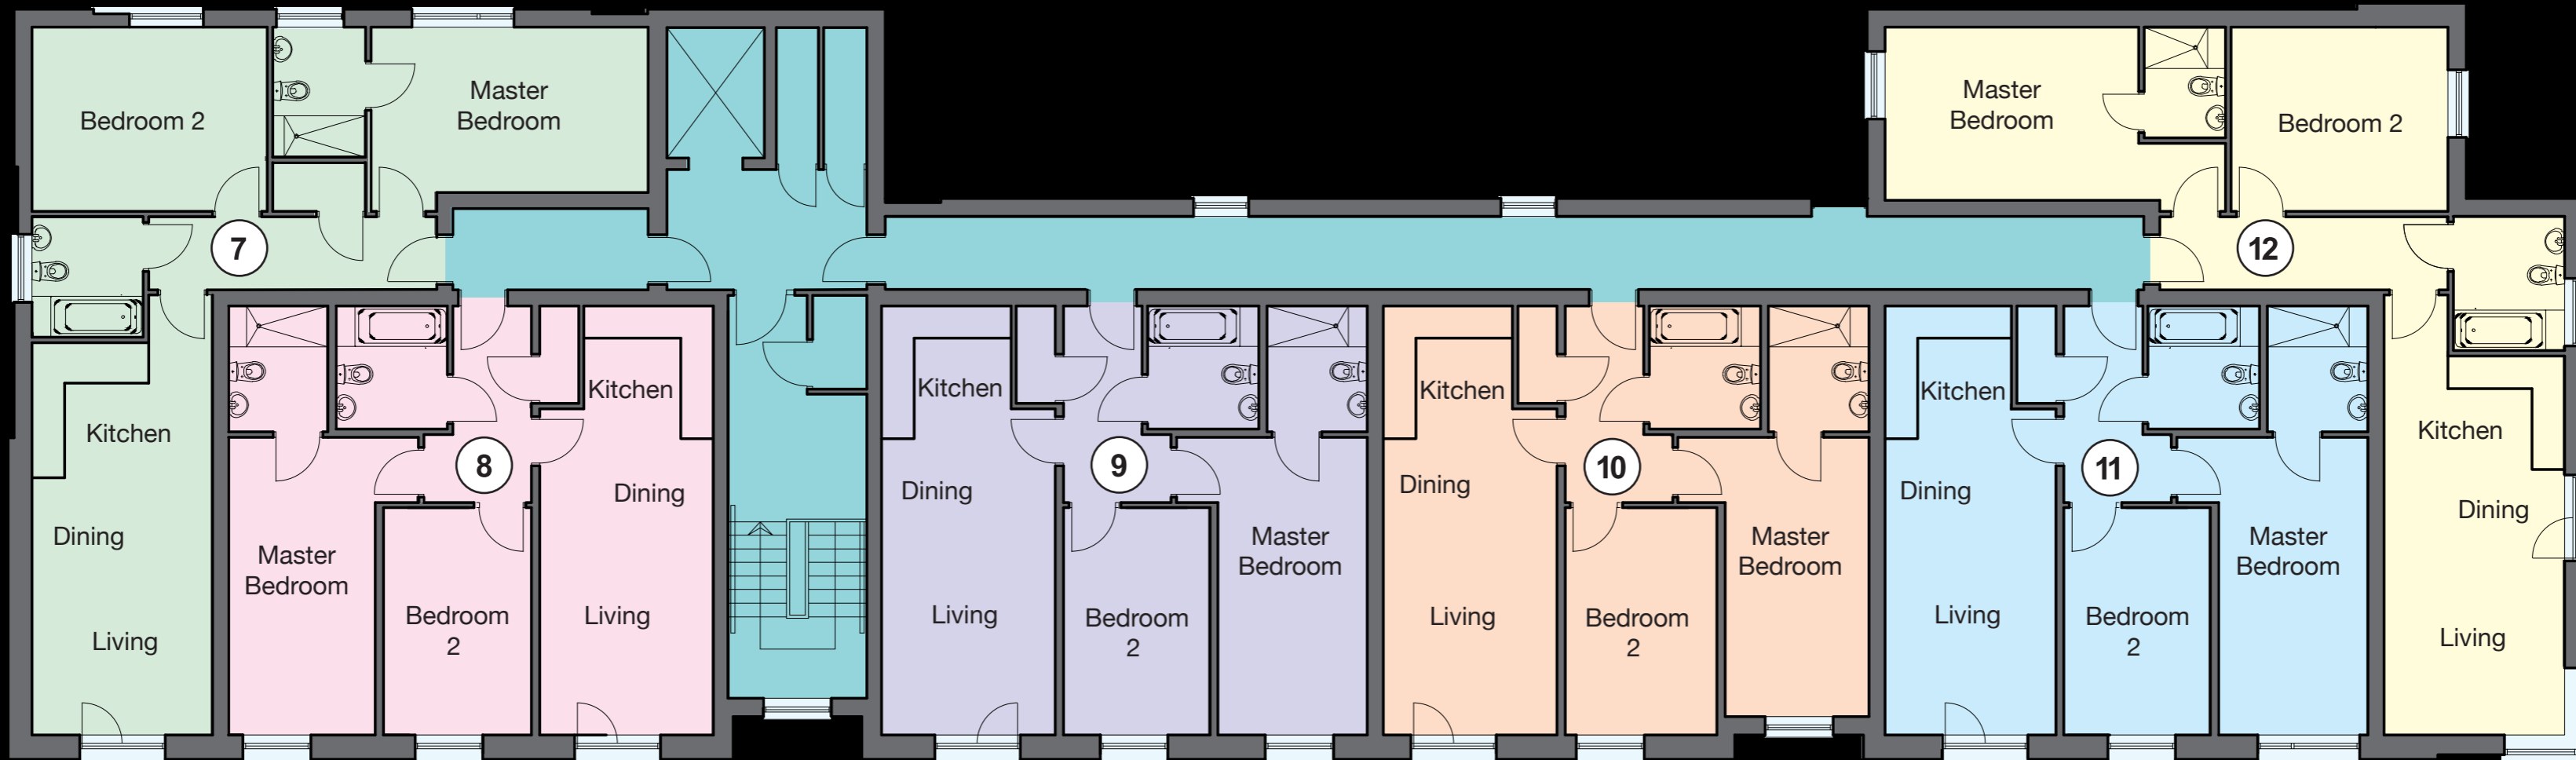 Bedroom 2
Master
Bedroom
7
Kitchen
Dining
Living
8
Master
Bedroom
Bedroom
2
Kitchen
Dining
Living
9
Kitchen
Dining
Living
Bedroom
2
Master
Bedroom
10
Kitchen
Dining
Living
Bedroom
2
Master
Bedroom
11
Kitchen
Dining
Living
Bedroom
2
Master
Bedroom
12
Master
Bedroom
Bedroom 2
Kitchen
Dining
Living